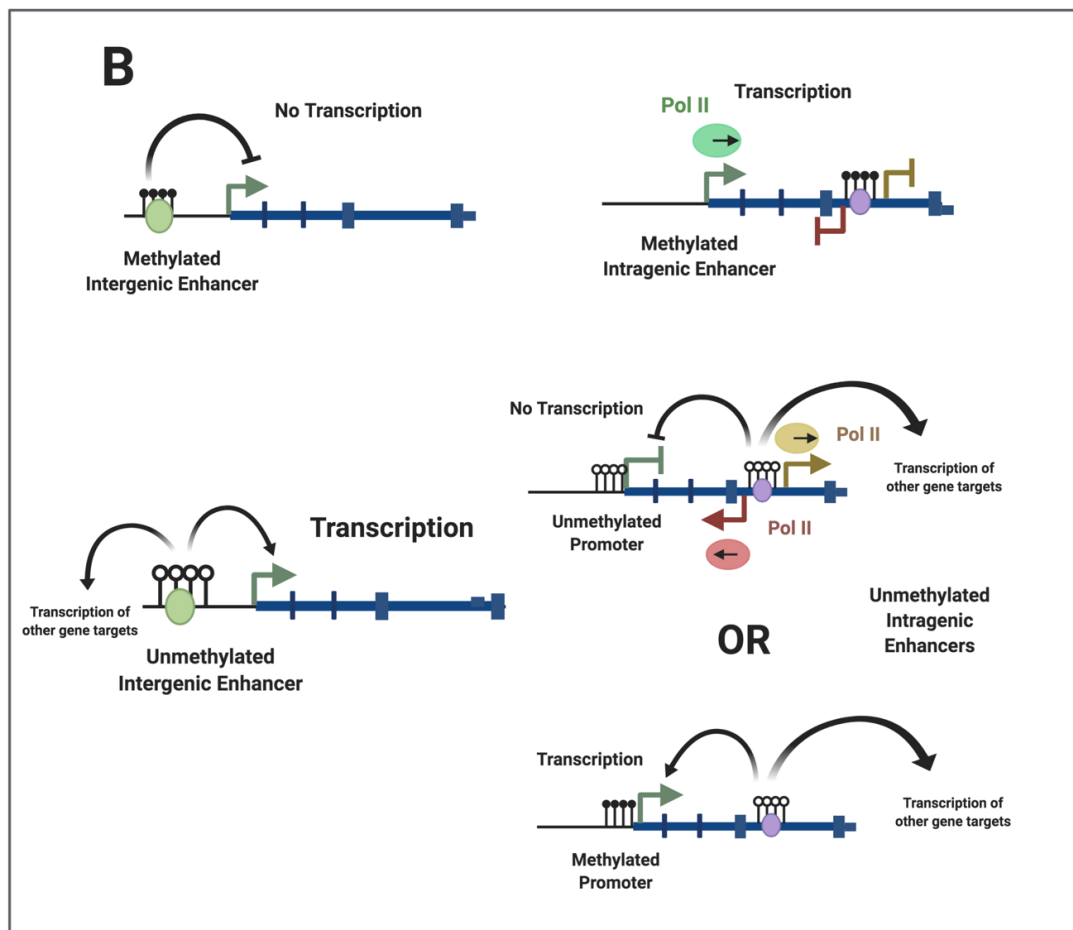 B
No Transcription
Methylated
Intergenic Enhancer
Pol II
Transcription
Methylated
Intragenic Enhancer
Transcription
Transcription of
other gene targets
Unmethylated
Intergenic Enhancer
No Transcription
Pol II
Transcription of
other gene targets
Unmethylated
Promoter
Pol II
Unmethylated
Intragenic
Enhancers
OR
Transcription
Transcription of
other gene targets
Methylated
Promoter